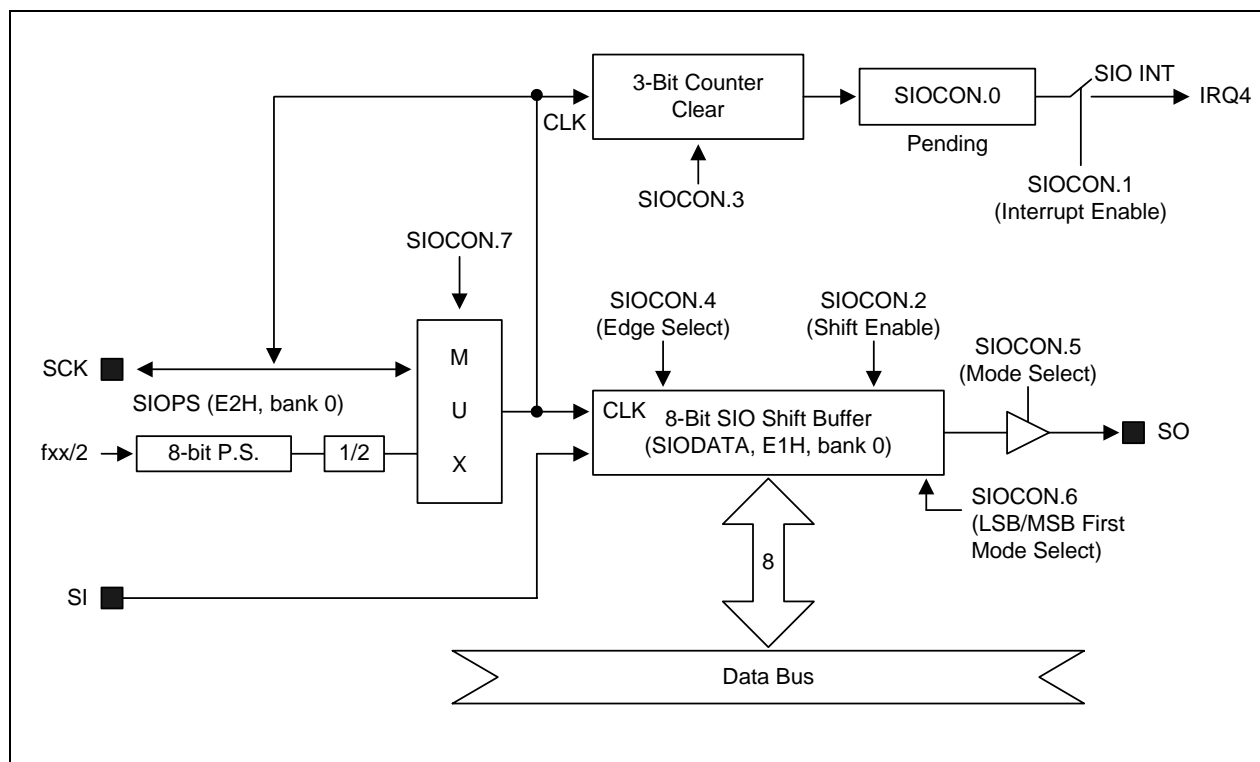 3-Bit Counter
Clear
CLK
SIOCON.3
SIOCON.0
Pending
SIO INT
IRQ4
SIOCON.1
(Interrupt Enable)
SIOCON.7
SIOCON.4
(Edge Select)
SIOCON.2
(Shift Enable)
SIOCON.5
(Mode Select)
SCK
SIOPS (E2H, bank 0)
fxx/2
8-bit P.S.
1/2
M
U
X
CLK
8-Bit SIO Shift Buffer
(SIODATA, E1H, bank 0)
SO
SIOCON.6
(LSB/MSB First
Mode Select)
8
SI
Data Bus